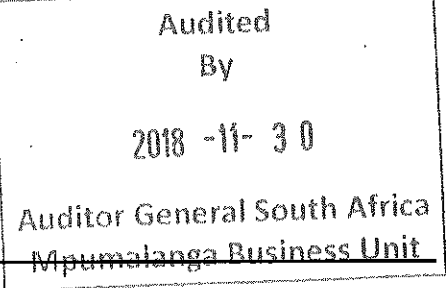 Audited
By
2018 -11- 30
Auditor General South Africa
Mpumalanga Business Unit